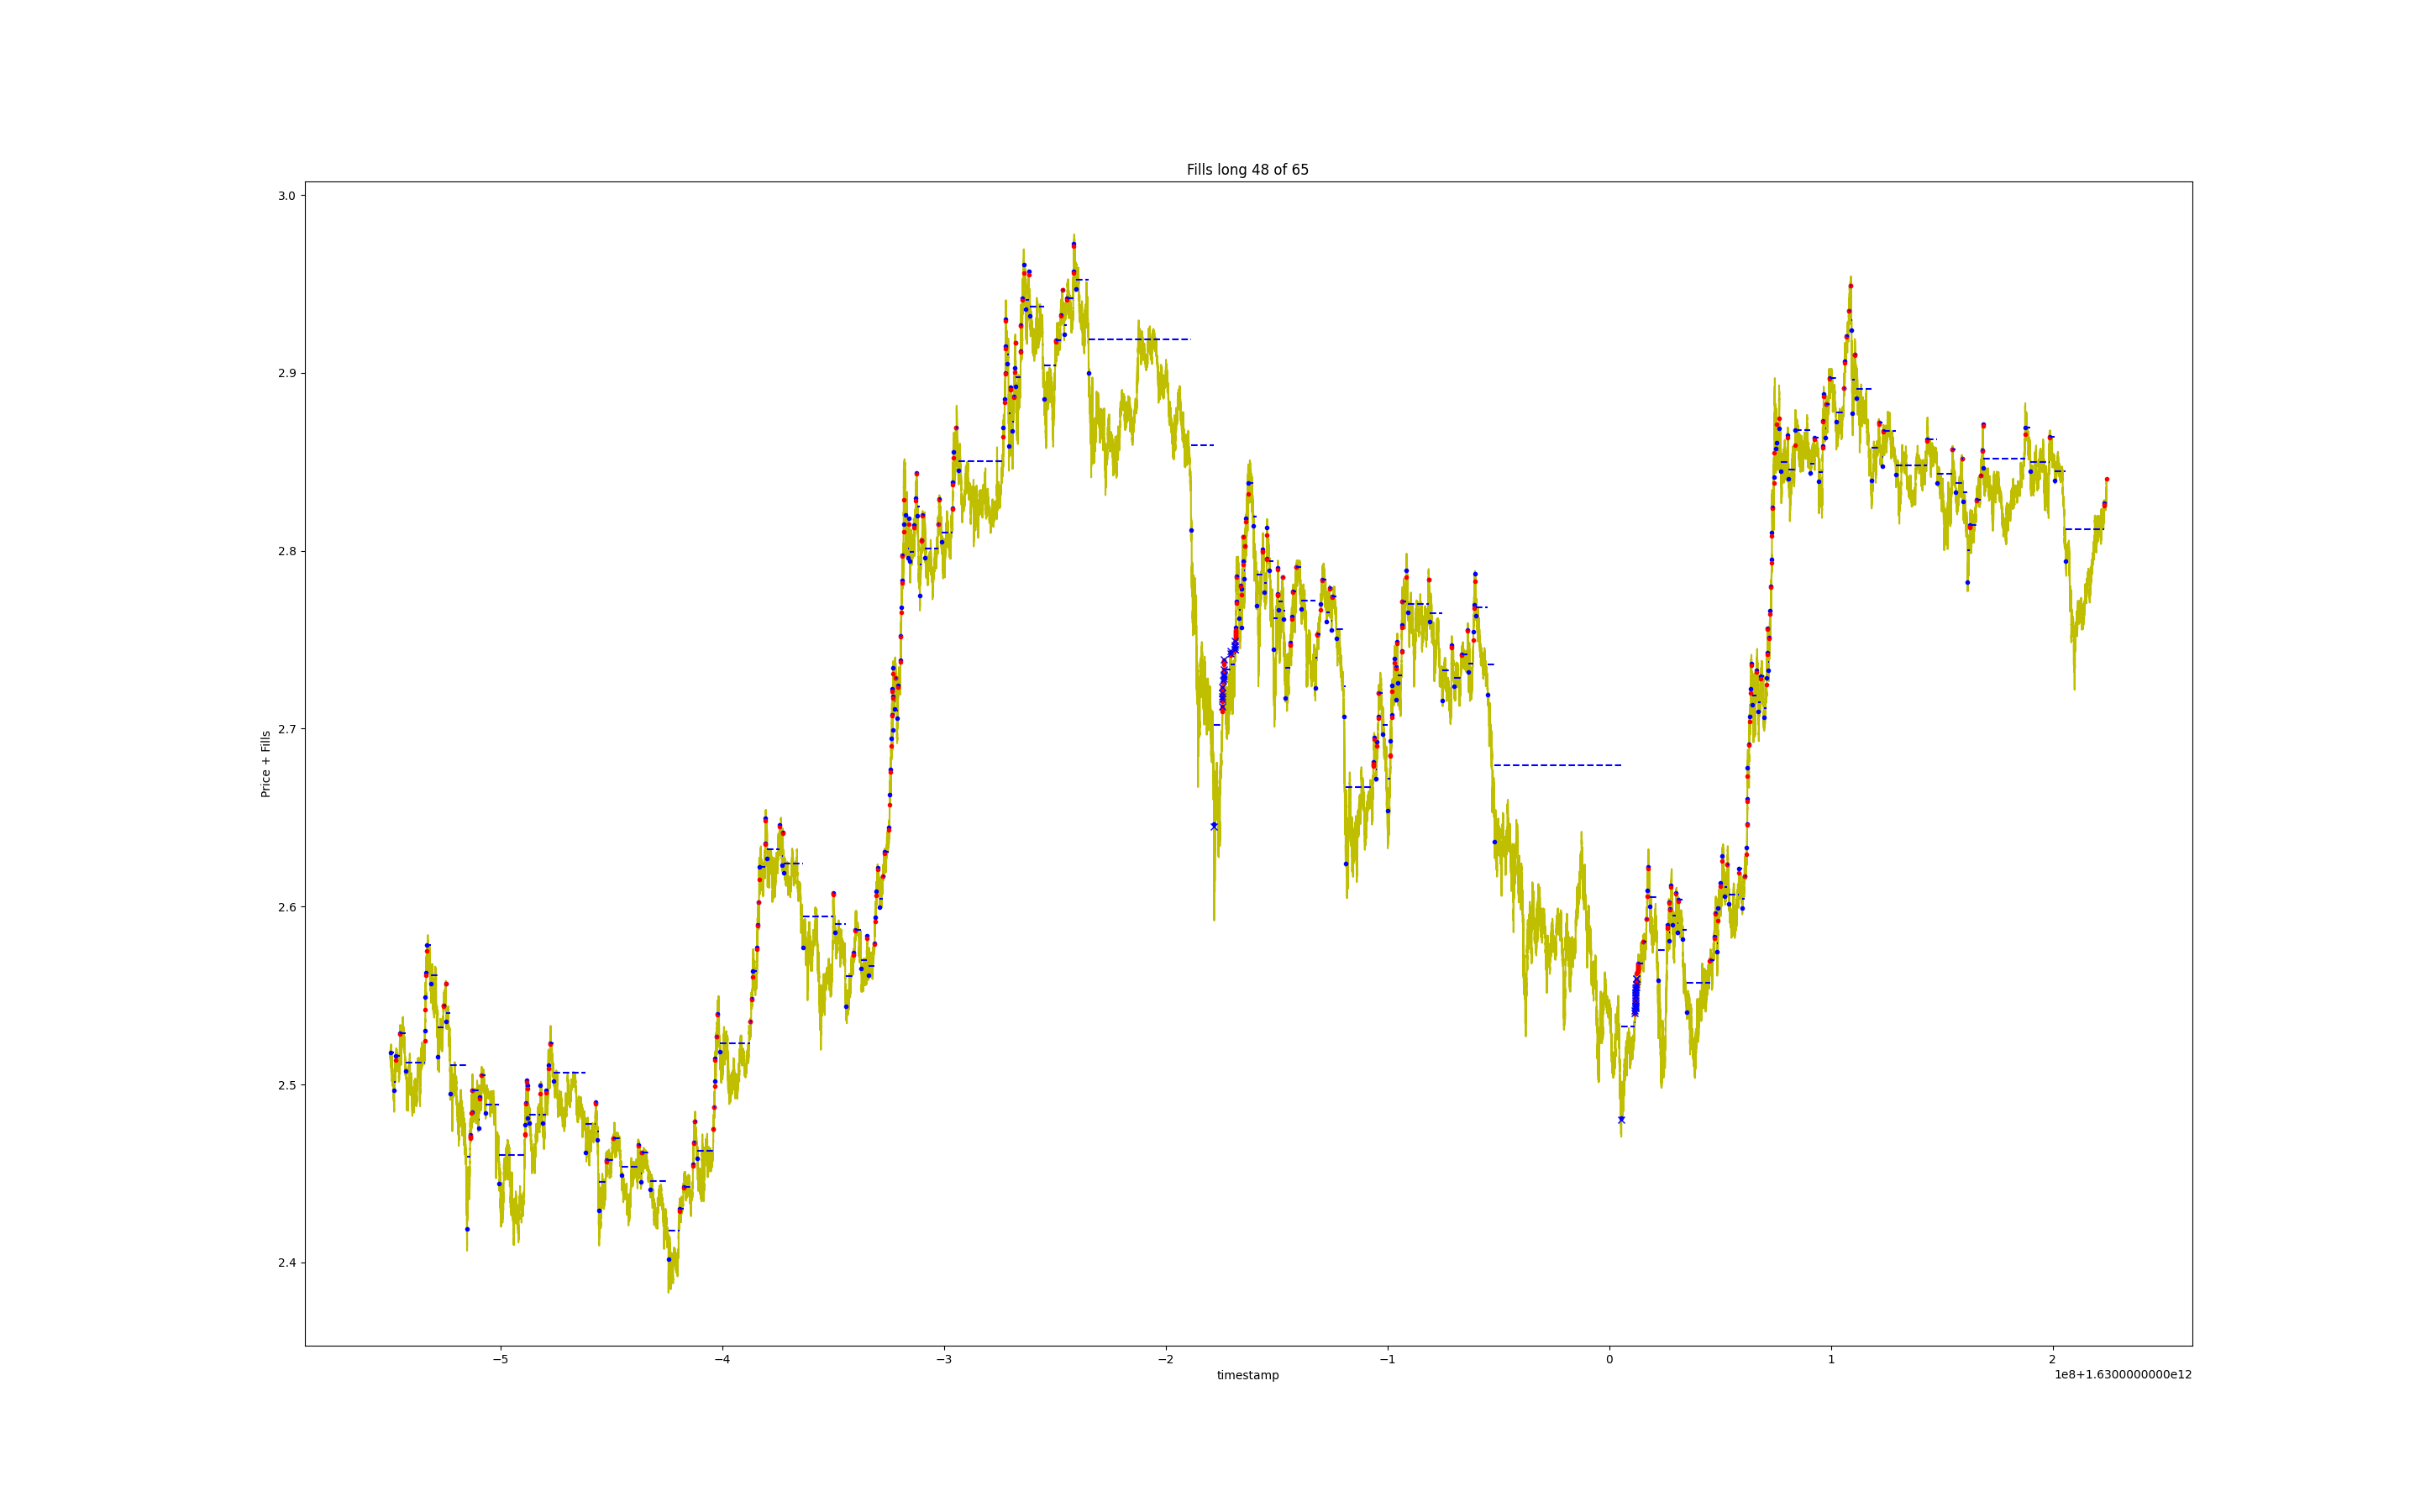 Fills long 48 of 65
3.0
2.9
2.8
2.7
2.6
2.5
2.4
Price + Fills
−5 −4 −3 −2 −1 0 1 2
timestamp
1e8+1.6300000000e12